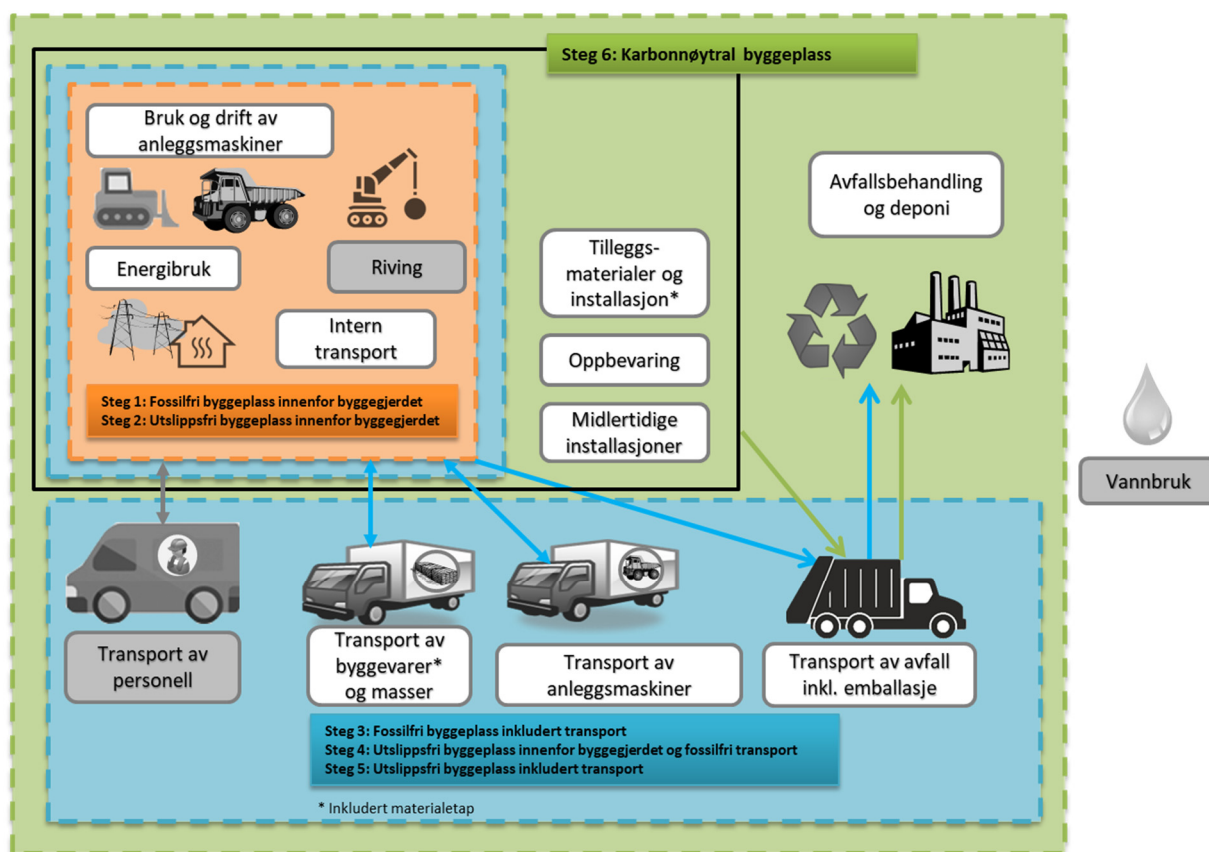 Steg 6: Karbonnøytral byggeplass
Bruk og drift av
anleggsmaskiner
Energibruk
Riving
Intern
transport
Steg 1: Fossilfri byggeplass innenfor byggegjerdet
Steg 2: Utslippsfri byggeplass innenfor byggegjerdet
Tilleggs-
materialer og
installasjon*
Oppbevaring
Midlertidige
installasjoner
Avfallsbehandling
og deponi
Vannbruk
Transport av
personell
Transport av
byggevarer*
og masser
Transport av
anleggsmaskiner
Transport av avfall
inkl. emballasje
Steg 3: Fossilfri byggeplass inkludert transport
Steg 4: Utslippsfri byggeplass innenfor byggegjerdet og fossilfri transport
Steg 5: Utslippsfri byggeplass inkludert transport
* Inkludert materialetap